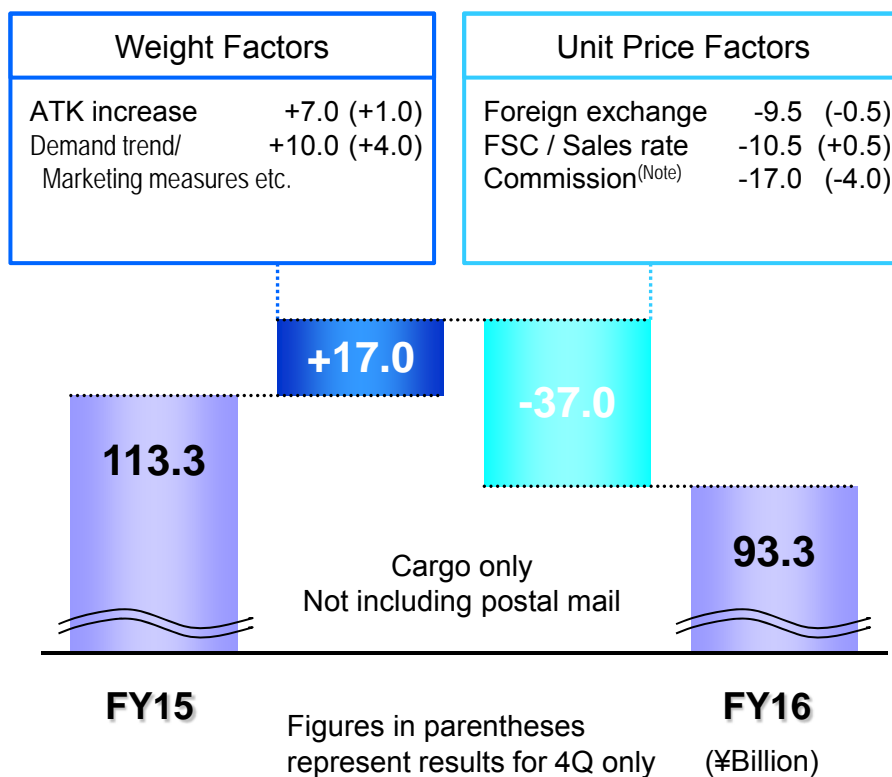 Weight Factors
ATK increase +7.0 (+1.0)
Demand trend/ +10.0 (+4.0)
Marketing measures etc.
Unit Price Factors
Foreign exchange -9.5 (-0.5)
FSC / Sales rate -10.5 (+0.5)
Commission(Note) -17.0 (-4.0)
+17.0
-37.0
113.3
93.3
Cargo only
Not including postal mail
FY15
FY16
Figures in parentheses
represent results for 4Q only
(¥Billion)